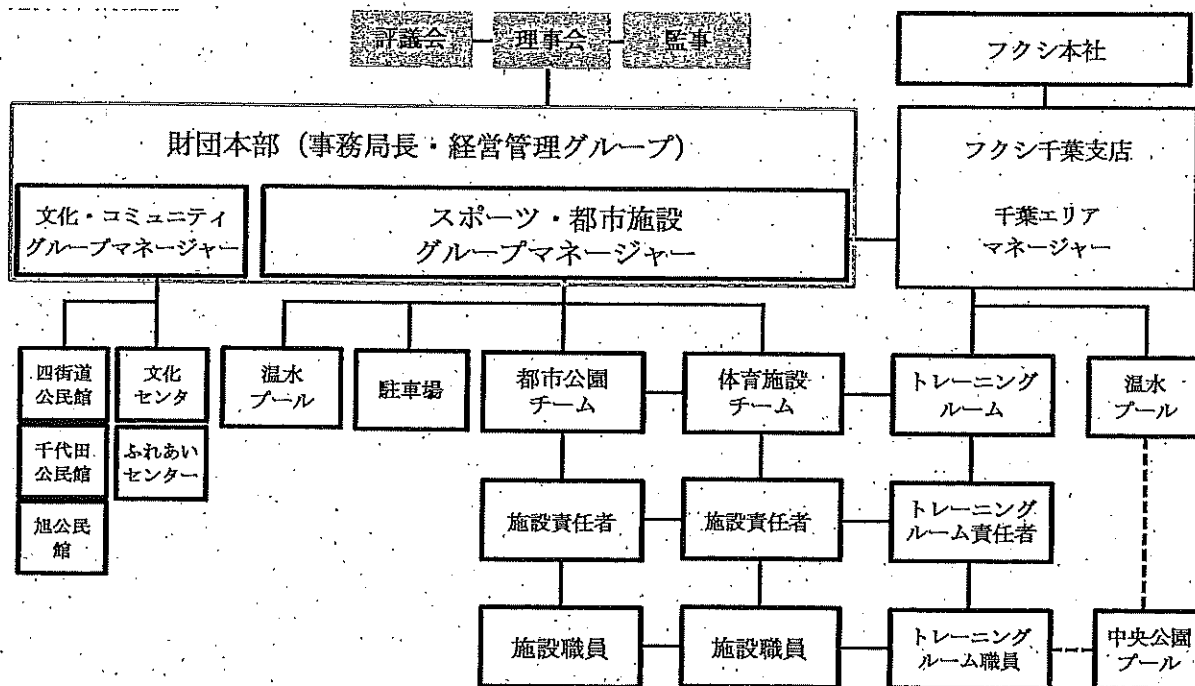 評議会 理事会 監事
フクシ本社
財団本部（事務局長・経営管理グループ）
フクシ千葉支店
文化・コミュニティ
グループマネージャー
スポーツ・都市施設
グループマネージャー
千葉エリア
マネージャー
四街道
公民館
文化
センタ
温水
プール
駐車場
都市公園
チーム
体育施設
チーム
トレーニング
ルーム
温水
プール
千代田
公民館
ふれあい
センター
旭公民
館
施設責任者
施設責任者
トレーニング
ルーム責任者
施設職員
施設職員
トレーニング
ルーム職員
中央公園
プール